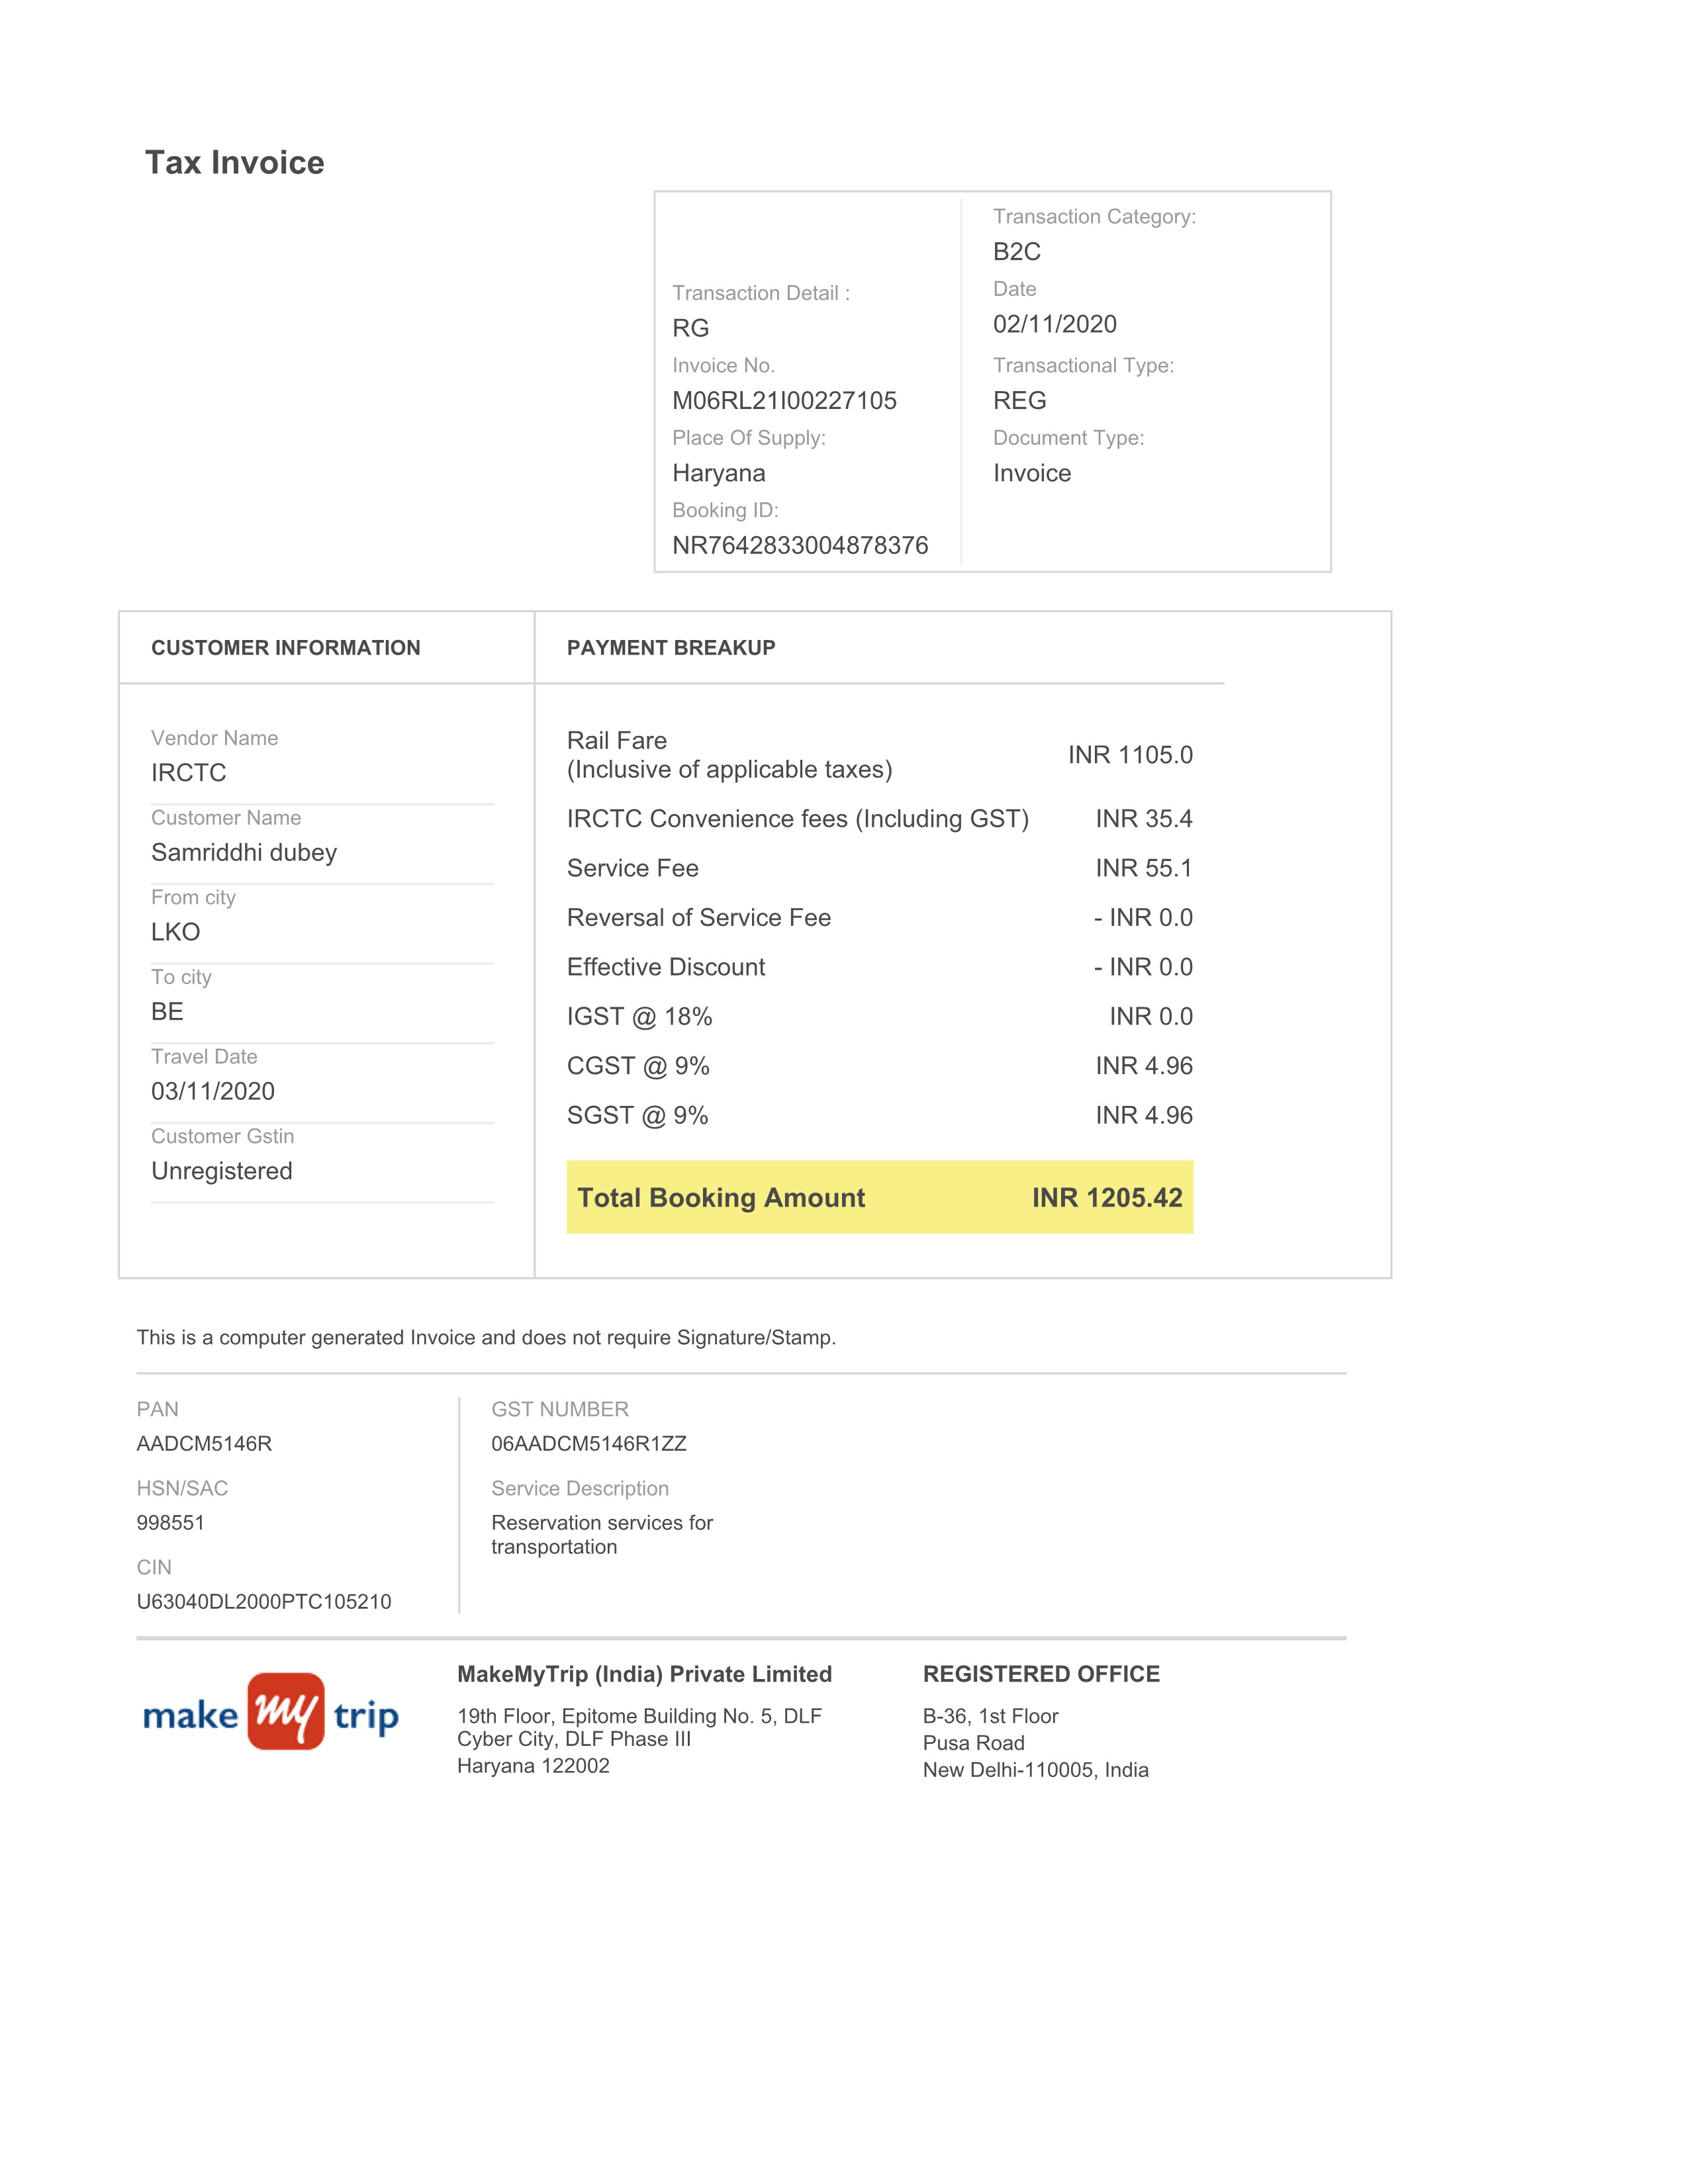 Tax Invoice
Transaction Detail :
RG
Invoice No.
M06RL21I00227105
Place Of Supply:
Haryana
Booking ID:
NR7642833004878376
Transaction Category:
B2C
Date
02/11/2020
Transactional Type:
REG
Document Type:
Invoice
CUSTOMER INFORMATION
Vendor Name
IRCTC
Customer Name
Samriddhi dubey
From city
LKO
To city
BE
Travel Date
03/11/2020
Customer Gstin
Unregistered
PAYMENT BREAKUP
Rail Fare
(Inclusive of applicable taxes) INR 1105.0
IRCTC Convenience fees (Including GST) INR 35.4
Service Fee INR 55.1
Reversal of Service Fee - INR 0.0
Effective Discount - INR 0.0
IGST @ 18% INR 0.0
CGST @ 9% INR 4.96
SGST @ 9% INR 4.96
Total Booking Amount INR 1205.42
This is a computer generated Invoice and does not require Signature/Stamp.
PAN
AADCM5146R
HSN/SAC
998551
CIN
U63040DL2000PTC105210
GST NUMBER
06AADCM5146R1ZZ
Service Description
Reservation services for
transportation
make my trip
MakeMyTrip (India) Private Limited
19th Floor, Epitome Building No. 5, DLF
Cyber City, DLF Phase III
Haryana 122002
REGISTERED OFFICE
B-36, 1st Floor
Pusa Road
New Delhi-110005, India